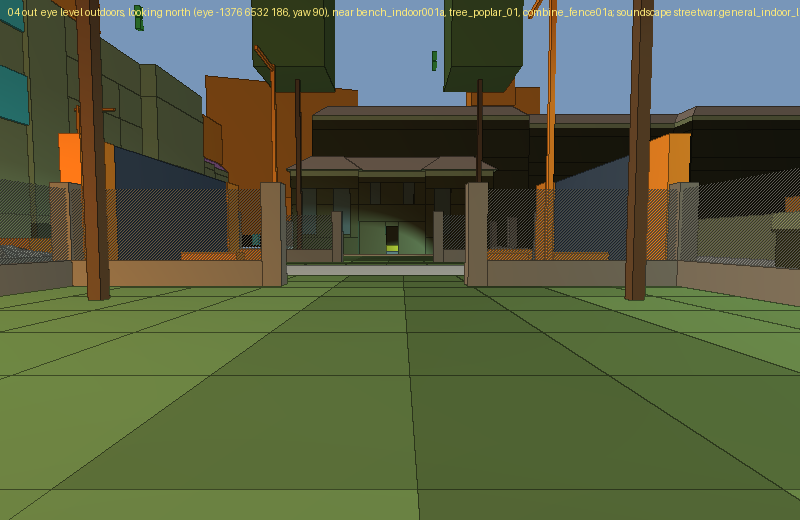 04 out eye level outdoors, looking north (eye -1376 6532 186, yaw 90), near bench_indoor001a, tree_poplar_01, combine_fence01a; soundscape streetwar.general_indoor_l